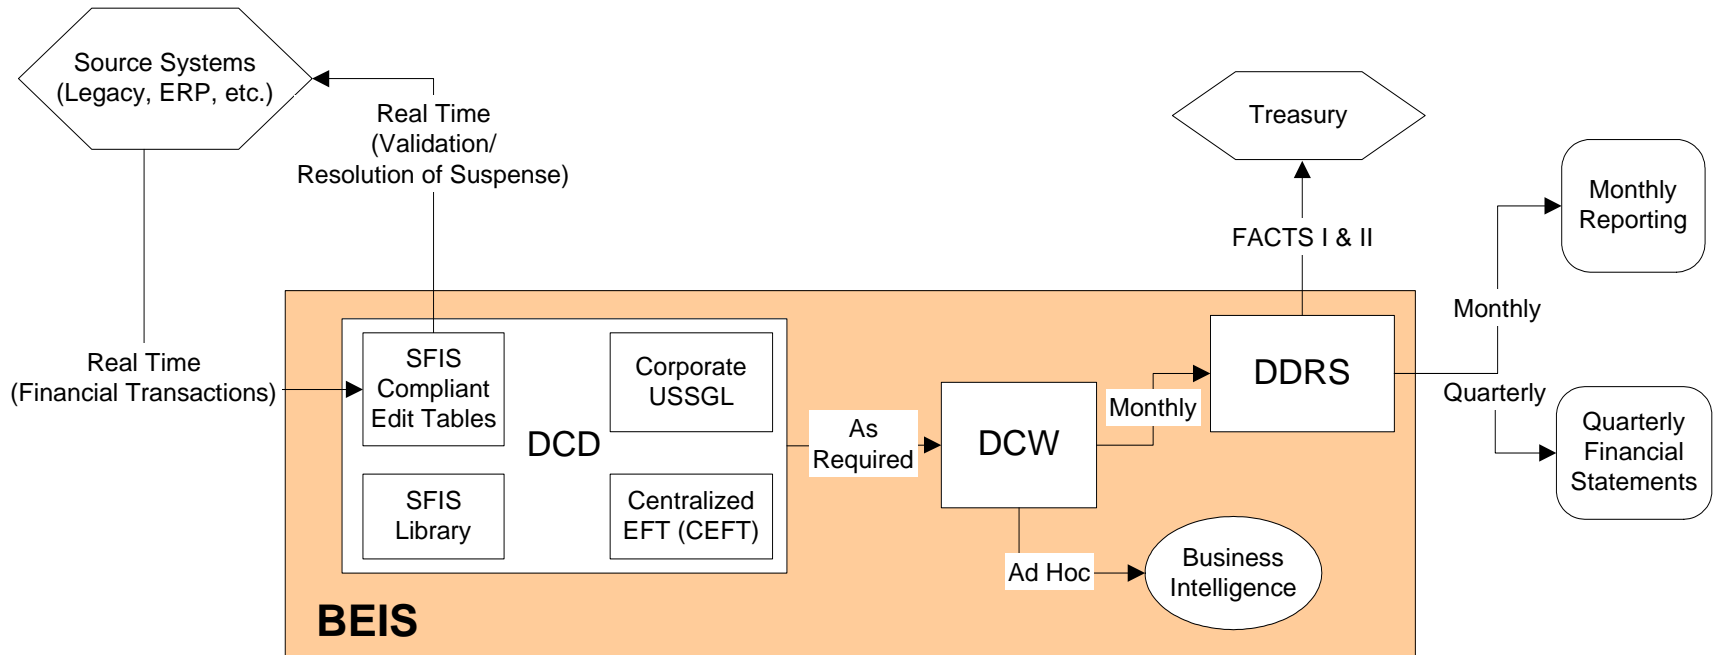 Source Systems
(Legacy, ERP, etc.)
Real Time
(Validation/
Resolution of Suspense)
Treasury
Monthly
Reporting
FACTS I & II
Monthly
Real Time
(Financial Transactions)
SFIS
Compliant
Edit Tables
Corporate
USSGL
DCD
SFIS
Library
Centralized
EFT (CEFT)
As
Required
DCW
Monthly
DDRS
Quarterly
Quarterly
Financial
Statements
Ad Hoc
Business
Intelligence
BEIS